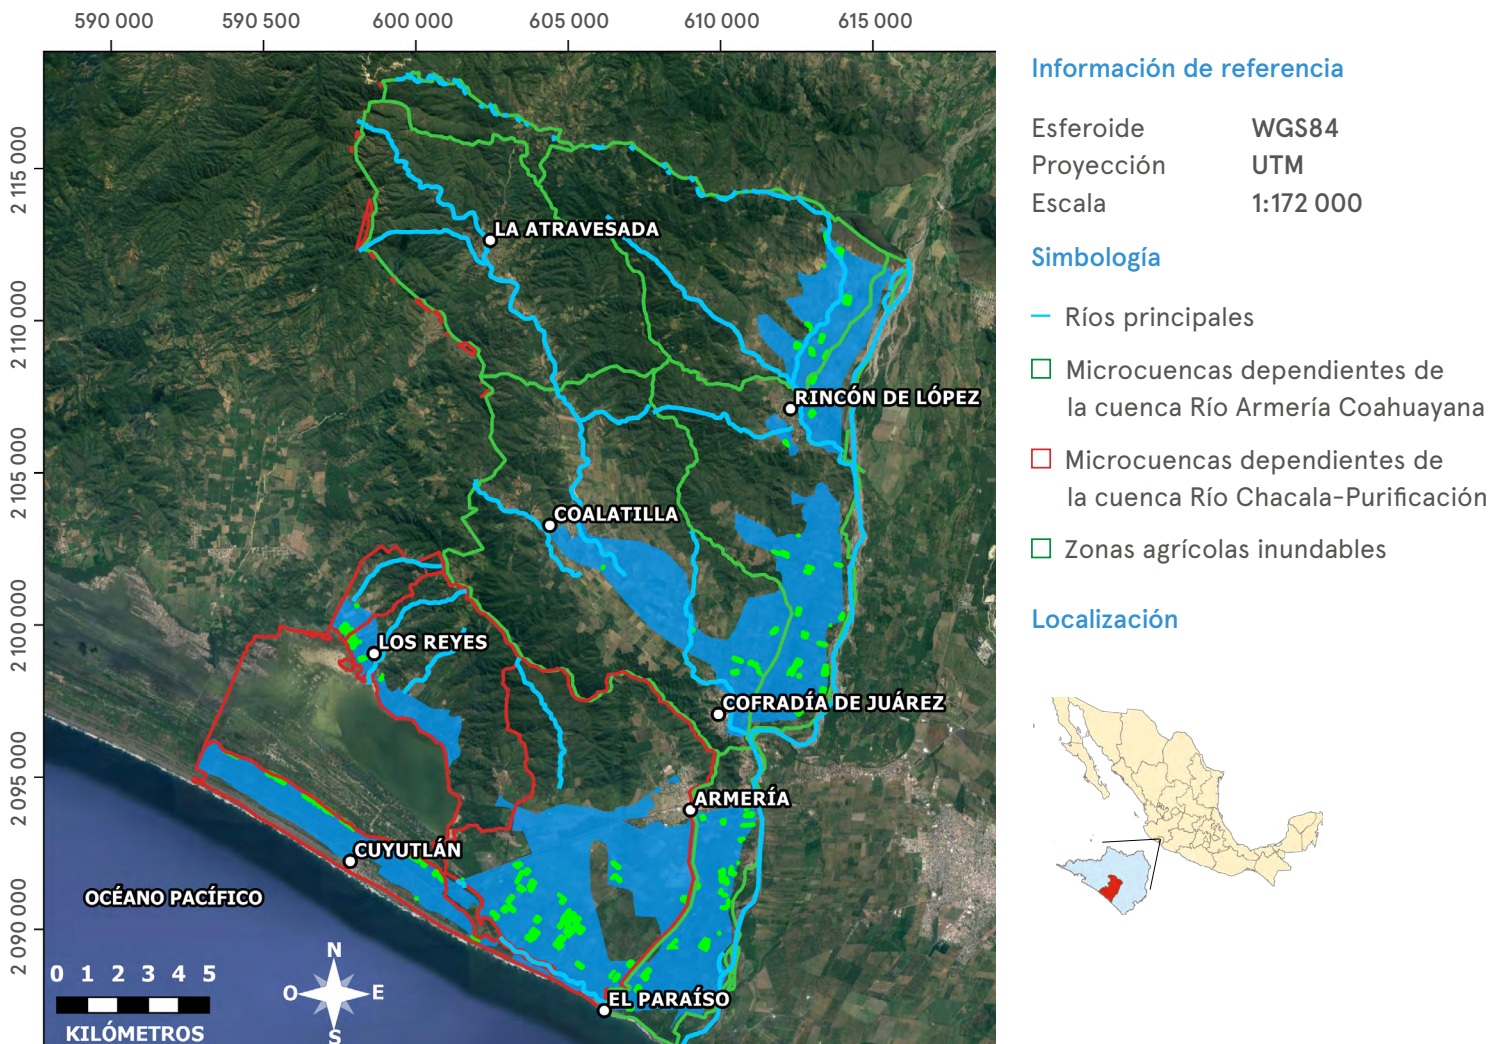 590 000
590 500
600 000
605 000
610 000
615 000
2 115 000
2 110 000
2 105 000
2 100 000
2 095 000
2 090 000
LA ATRAVESADA
RINCÓN DE LÓPEZ
COALATILLA
LOS REYES
COFRADÍA DE JUÁREZ
ARMERÍA
CUYUTLÁN
OCÉANO PACÍFICO
EL PARAÍSO
0 1 2 3 4 5
KILÓMETROS
N
O
E
S
Información de referencia
Esferoide WGS84
Proyección UTM
Escala 1:172 000
Simbología
Ríos principales
Microcuencas dependientes de
la cuenca Río Armería Coahuayana
Microcuencas dependientes de
la cuenca Río Chacala-Purificación
Zonas agrícolas inundables
Localización